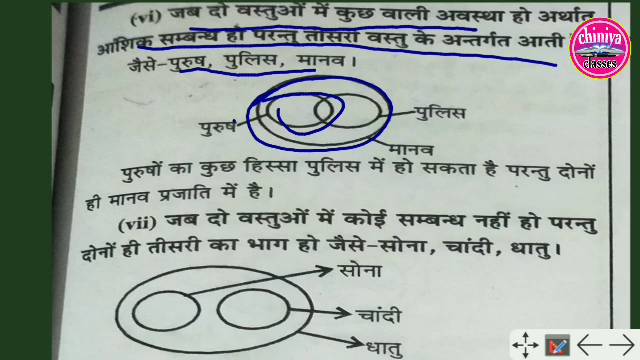 (vi) जब दो वस्तुओं में कुछ वाली अवस्था हो अर्थात्
आंशिक सम्बन्ध हो परन्तु तीसरी वस्तु के अन्तर्गत आती
जैसे-पुरुष, पुलिस, मानव।
chiniya
classes
पुरुष
पुलिस
मानव
पुरुषों का कुछ हिस्सा पुलिस में हो सकता है परन्तु दोनों
ही मानव प्रजाति में है।
(vii) जब दो वस्तुओं में कोई सम्बन्ध नहीं हो परन्तु
दोनों ही तीसरी का भाग हो जैसे-सोना, चांदी, धातु।
सोना
चांदी
धातु